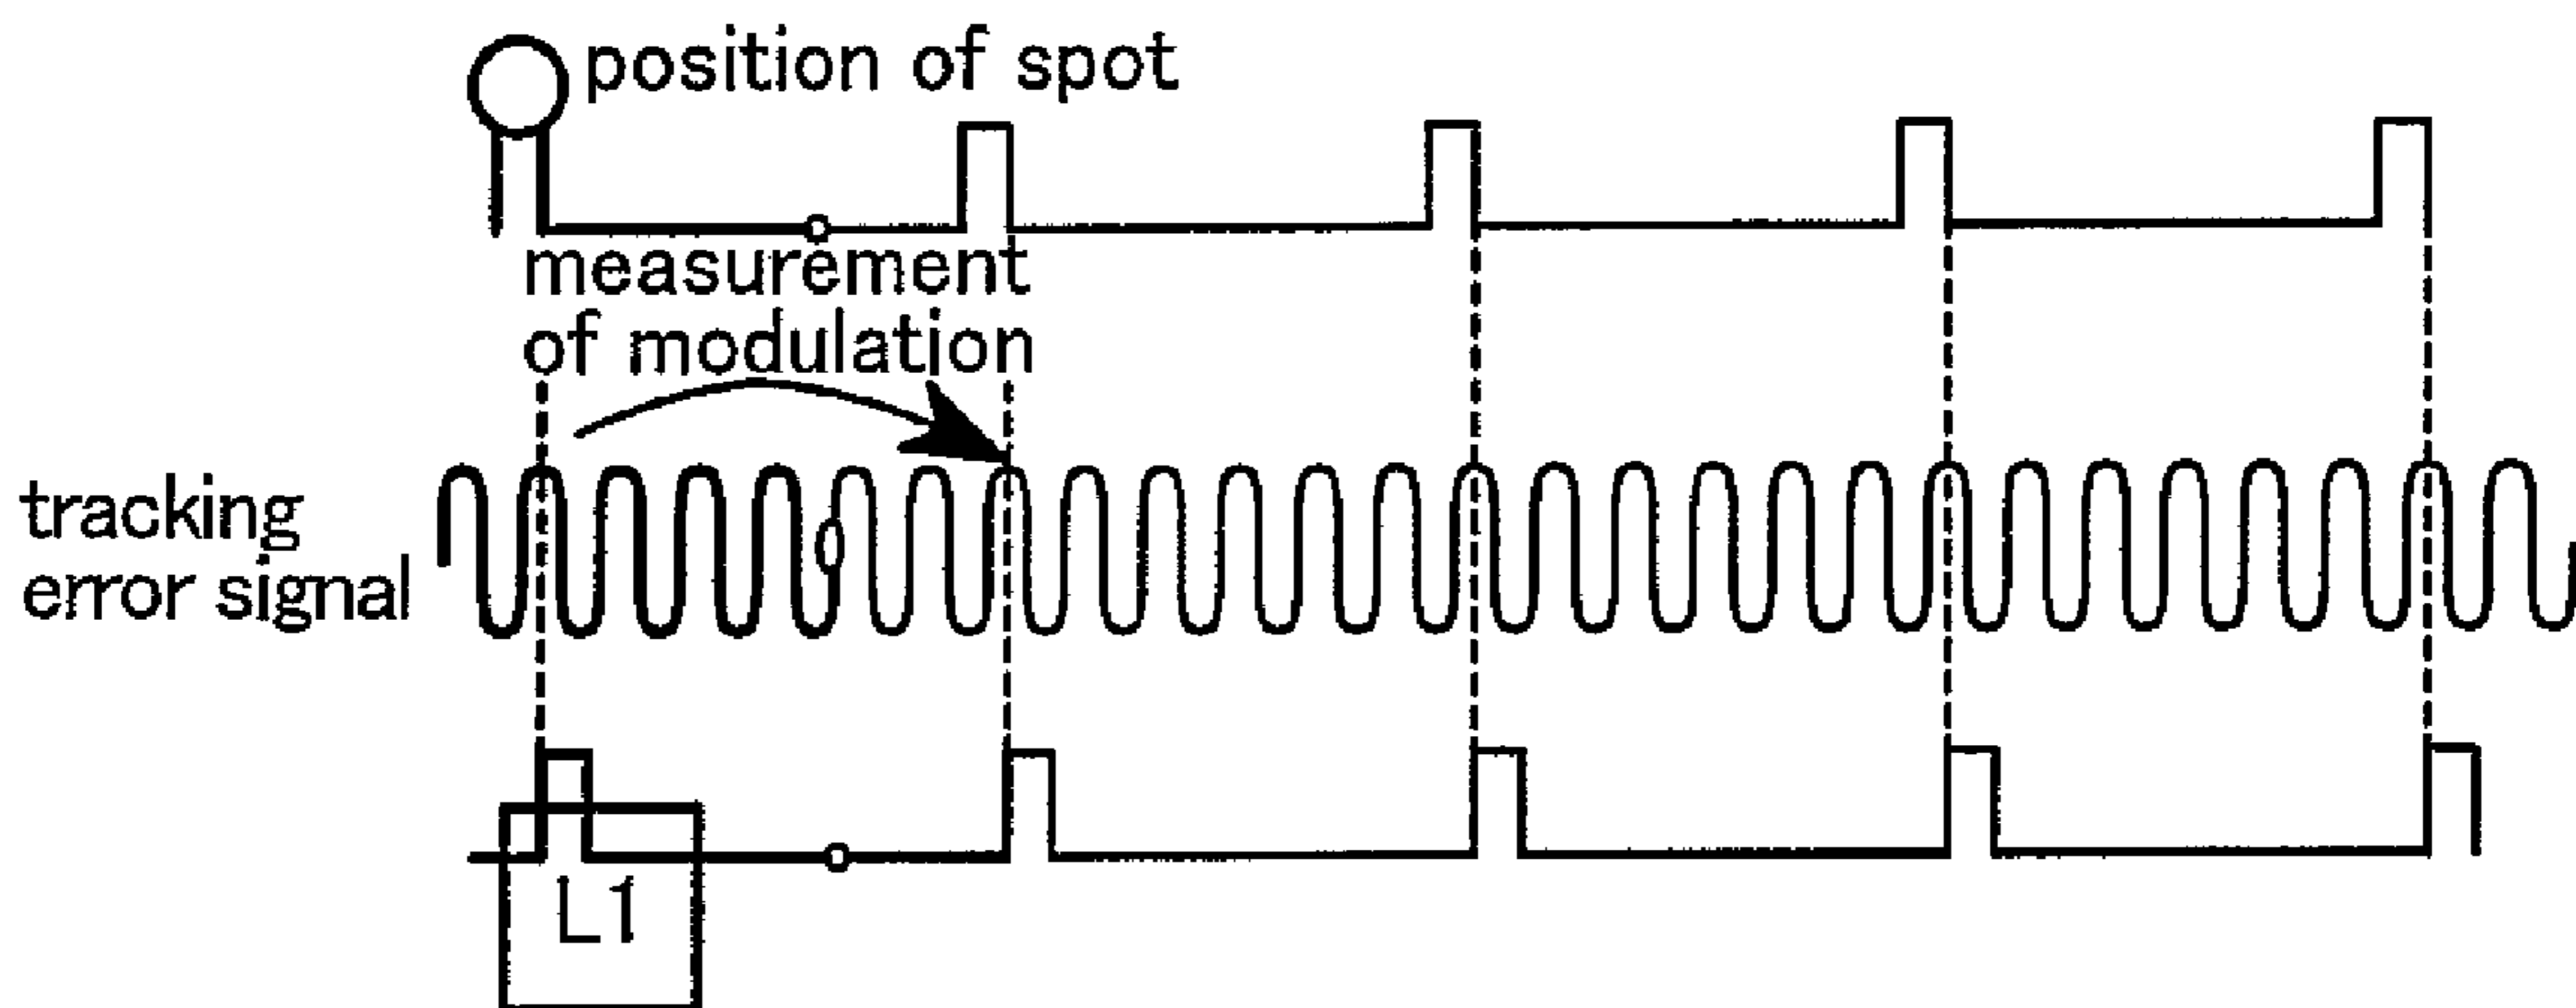 position of spot
measurement
of modulation
tracking
error signal
L1